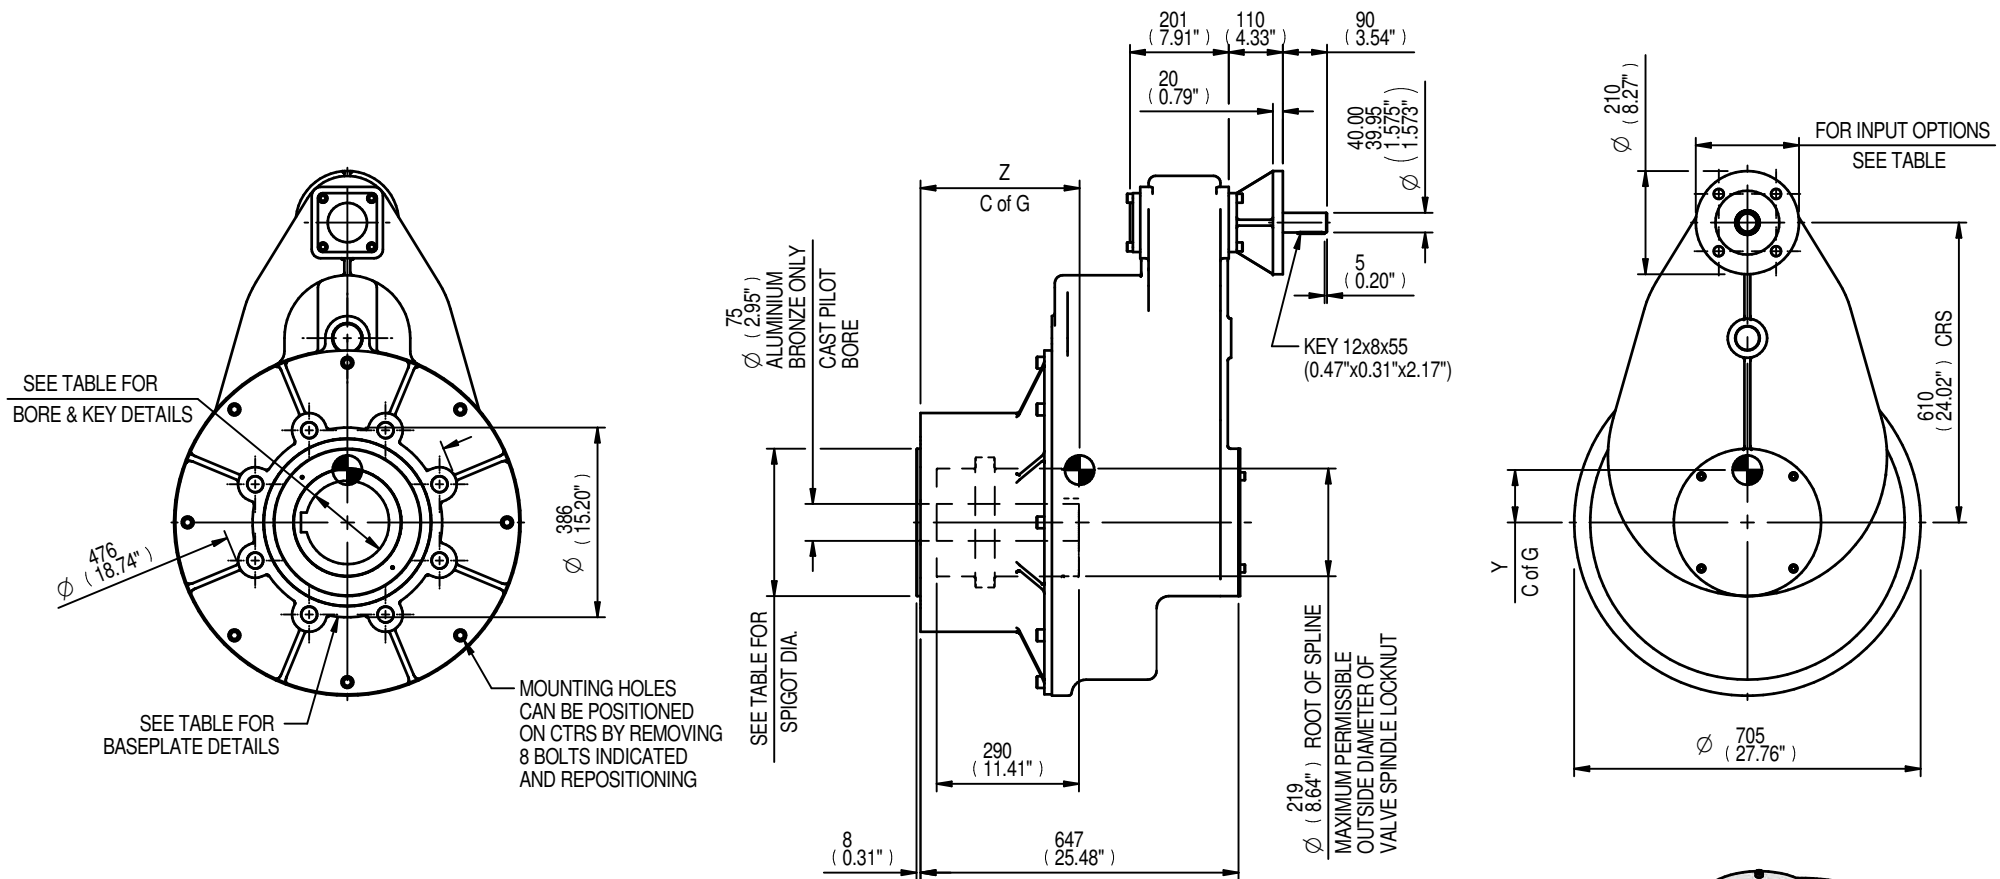 SEE TABLE FOR
BORE & KEY DETAILS
Ø 476
( 18.74" )
Ø 386
( 15.20" )
SEE TABLE FOR
BASEPLATE DETAILS
MOUNTING HOLES
CAN BE POSITIONED
ON CTRS BY REMOVING
8 BOLTS INDICATED
AND REPOSITIONING
201
( 7.91" )
110
( 4.33" )
90
( 3.54" )
20
( 0.79" )
Z
C of G
Ø 40.00
39.95
( 1.575"
1.573" )
5
( 0.20" )
KEY 12x8x55
(0.47"x0.31"x2.17")
Ø 75
( 2.95" )
ALUMINIUM
BRONZE ONLY
CAST PILOT
BORE
SEE TABLE FOR
SPIGOT DIA.
290
( 11.41" )
8
( 0.31" )
647
( 25.48" )
Ø 219
( 8.64" ) ROOT OF SPLINE
MAXIMUM PERMISSIBLE
OUTSIDE DIAMETER OF
VALVE SPINDLE LOCKNUT
Ø 210
( 8.27" )
FOR INPUT OPTIONS
SEE TABLE
610
( 24.02" ) CRS
Y
C of G
Ø 705
( 27.76" )